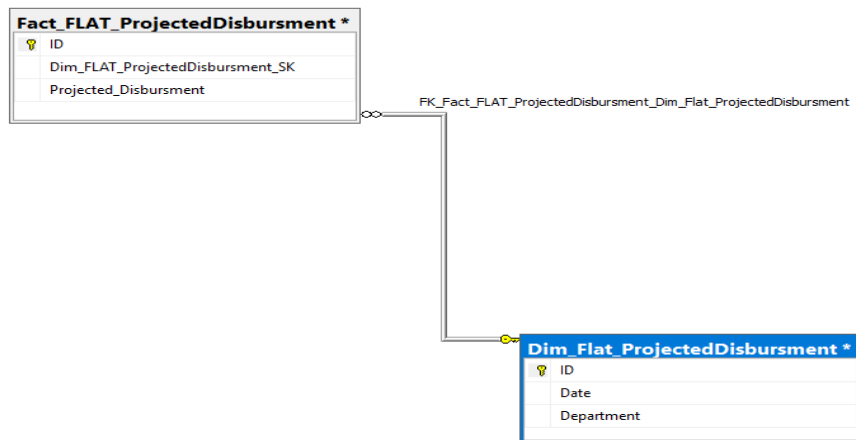 Fact_FLAT_ProjectedDisbursment *
ID
Dim_FLAT_ProjectedDisbursment_SK
Projected_Disbursment
FK_Fact_FLAT_ProjectedDisbursment_Dim_Flat_ProjectedDisbursment
Dim_Flat_ProjectedDisbursment *
ID
Date
Department